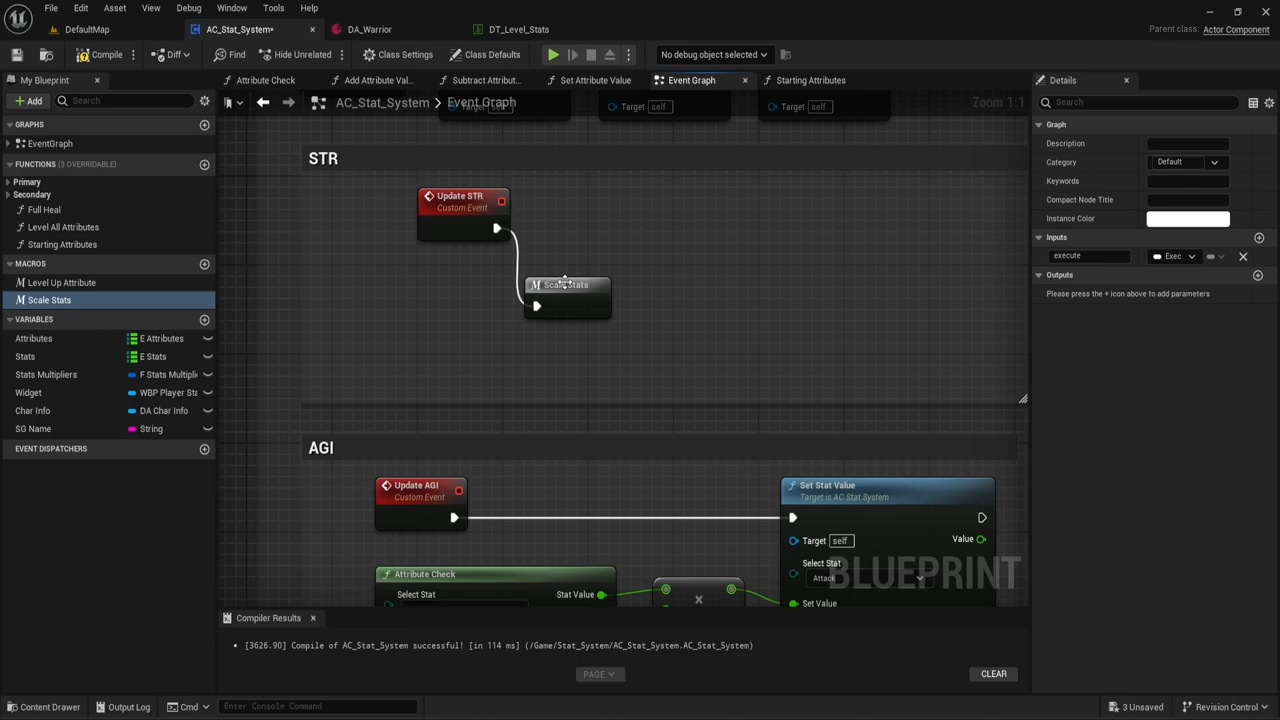 File Edit Asset View Debug Window Tools Help
DefaultMap
AC_Stat_System*
DA_Warrior
DT_Level_Stats
Parent class: Actor Component
Compile
Diff
Find
Hide Unrelated
Class Settings
Class Defaults
No debug object selected
My Blueprint
Attribute Check
Add Attribute Val...
Subtract Attribut...
Set Attribute Value
Event Graph
Starting Attributes
Details
Add
Search
AC_Stat_System > Event Graph
Zoom 1:1
Search
GRAPHS
EventGraph
FUNCTIONS (3 OVERRIDABLE)
Primary
Secondary
Full Heal
Level All Attributes
Starting Attributes
MACROS
Level Up Attribute
Scale Stats
VARIABLES
Attributes E Attributes
Stats E Stats
Stats Multipliers F Stats Multipli
Widget WBP Player Sta
Char Info DA Char Info
SG Name String
EVENT DISPATCHERS
Target self
Target self
Target self
STR
Update STR
Custom Event
Scale Stats
AGI
Update AGI
Custom Event
Set Stat Value
Target is AC Stat System
Target self
Value
Select Stat
Attack
Set Value
Attribute Check
Select Stat
Stat Value
BLUEPRINT
Graph
Description
Category Default
Keywords
Compact Node Title
Instance Color
Inputs
execute Exec
Outputs
Please press the + icon above to add parameters
Compiler Results
[3626.90] Compile of AC_Stat_System successful! [in 114 ms] (/Game/Stat_System/AC_Stat_System.AC_Stat_System)
PAGE
CLEAR
Content Drawer
Output Log
Cmd
Enter Console Command
3 Unsaved
Revision Control